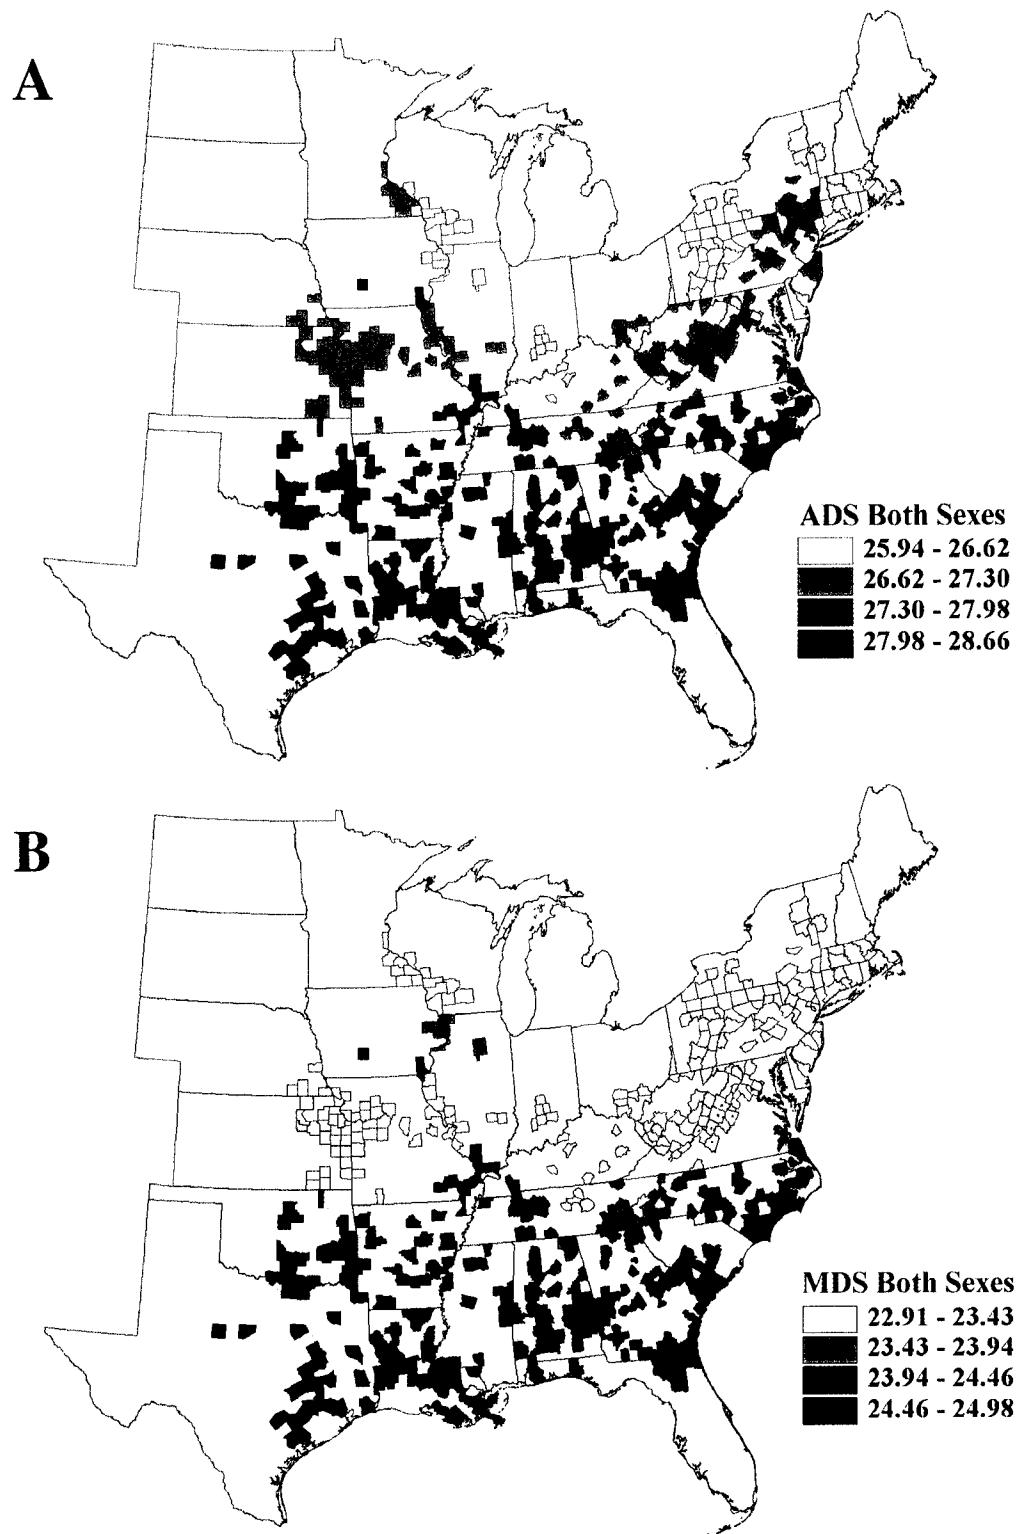 A
ADS Both Sexes
25.94 - 26.62
26.62 - 27.30
27.30 - 27.98
27.98 - 28.66
B
MDS Both Sexes
22.91 - 23.43
23.43 - 23.94
23.94 - 24.46
24.46 - 24.98